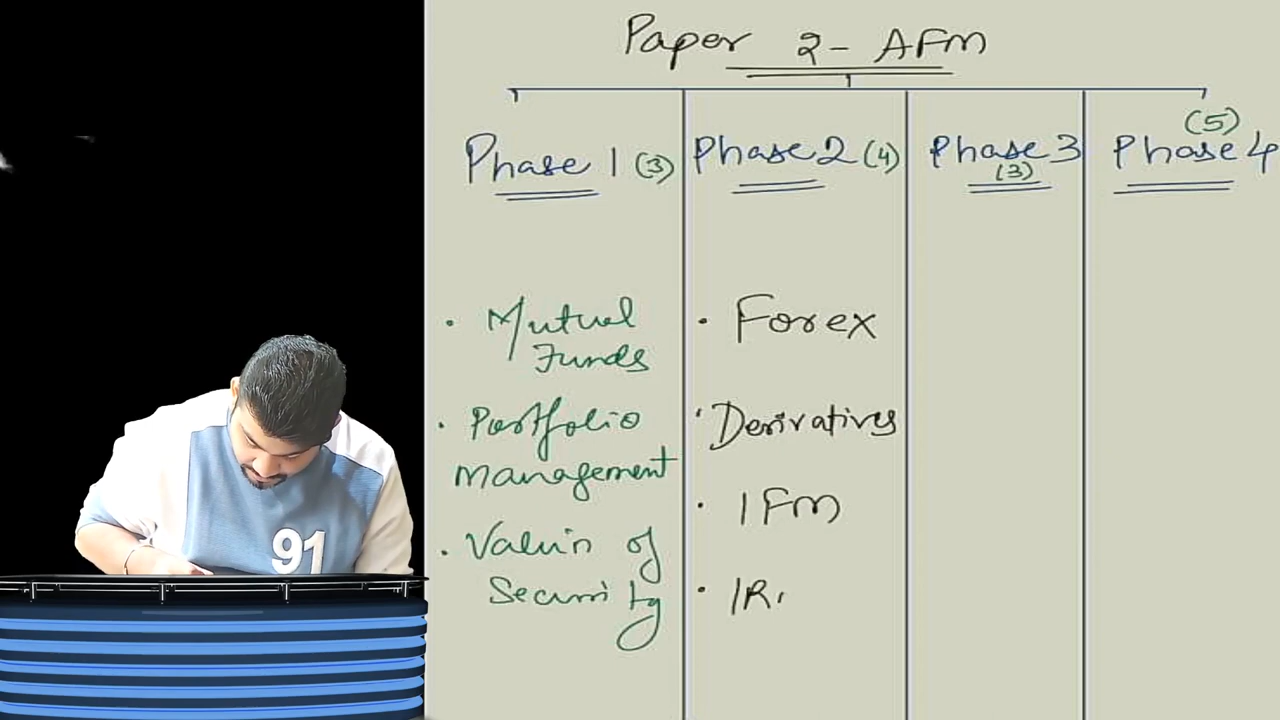 Paper 2 - AFM
Phase 1 (3)
Mutual
Funds
Portfolio
Management
Valui'n of
Security
Phase 2 (4)
Forex
Derivatives
IFM
IR
Phase 3
(3)
(5)
Phase 4
91